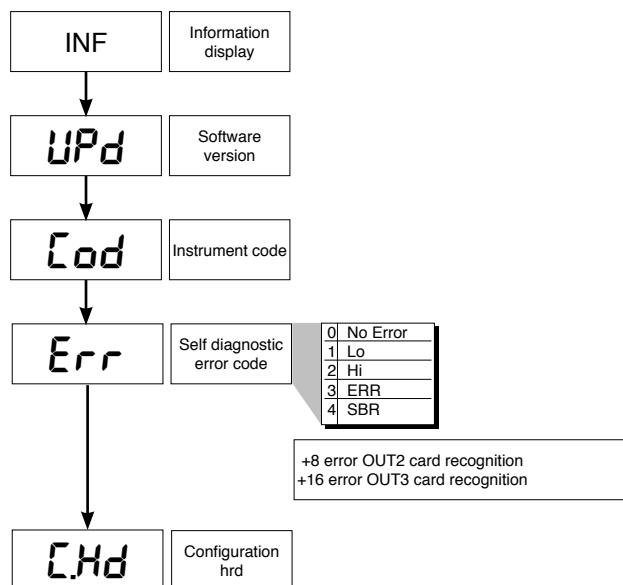 INF
Information
display
UPd
Software
version
Cod
Instrument code
Err
Self diagnostic
error code
0 No Error
1 Lo
2 Hi
3 ERR
4 SBR
+8 error OUT2 card recognition
+16 error OUT3 card recognition
C.Hd
Configuration
hrd